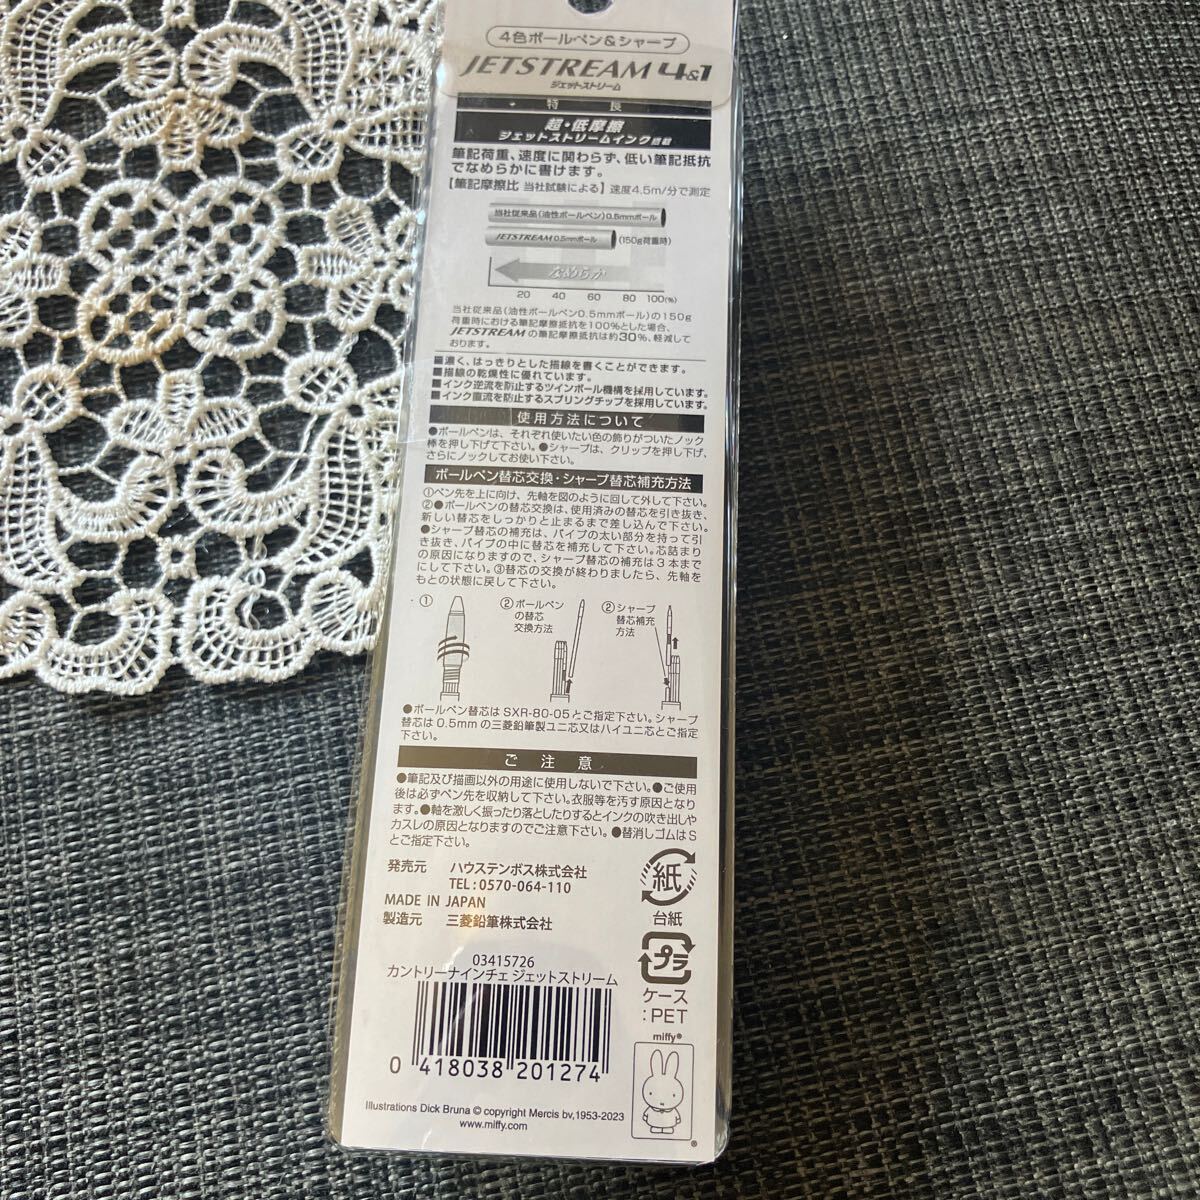 4色ボールペン&シャープ
JETSTREAM 4&1
ジェットストリーム
特 長
超・低摩擦
ジェットストリームインク搭載
筆記荷重、速度に関わらず、低い筆記抵抗
でなめらかに書けます。
【筆記摩擦比 当社試験による】速度4.5m/分で測定
当社従来品(油性ボールペン)0.5mmボール
JETSTREAM 0.5mmボール (150g荷重時)
なめらか
20 40 60 80 100(%)
当社従来品(油性ボールペン0.5mmボール)の150g
荷重時における筆記摩擦抵抗を100%とした場合、
JETSTREAMの筆記摩擦抵抗は約30%、軽減して
おります。
■濃く、はっきりとした描線を書くことができます。
■描線の乾燥性に優れています。
■インク逆流を防止するツインボール機構を採用しています。
■インク直流を防止するスプリングチップを採用しています。
使用方法について
●ボールペンは、それぞれ使いたい色の飾りがついたノック
棒を押し下げて下さい。●シャープは、クリップを押し下げ、
さらにノックしてお使い下さい。
ボールペン替芯交換・シャープ替芯補充方法
①ペン先を上に向け、先軸を図のように回して外して下さい。
②●ボールペンの替芯交換は、使用済みの替芯を引き抜き、
新しい替芯をしっかりと止まるまで差し込んで下さい。
●シャープ替芯の補充は、パイプの太い部分を持って引
き抜き、パイプの中に替芯を補充して下さい。芯詰まり
の原因になりますので、シャープ替芯の補充は3本まで
にして下さい。③替芯の交換が終わりましたら、先軸を
もとの状態に戻して下さい。
①
②ボールペン
の替芯
交換方法
②シャープ
替芯補充
方法
●ボールペン替芯は SXR-80-05とご指定下さい。シャープ
替芯は0.5mmの三菱鉛筆製ユニ芯又はハイユニ芯とご指定
下さい。
ご 注 意
●筆記及び描画以外の用途に使用しないで下さい。●ご使用
後は必ずペン先を収納して下さい。衣服等を汚す原因となり
ます。●軸を激しく振ったり落としたりするとインクの吹き出しや
カスレの原因となりますのでご注意下さい。●替消しゴムはS
とご指定下さい。
発売元 ハウステンボス株式会社
TEL:0570-064-110
MADE IN JAPAN
製造元 三菱鉛筆株式会社
紙
台紙
プラ
ケース
:PET
03415726
カントリーナインチェ ジェットストリーム
0 418038 201274
miffy®
Illustrations Dick Bruna © copyright Mercis bv,1953-2023
www.miffy.com
®